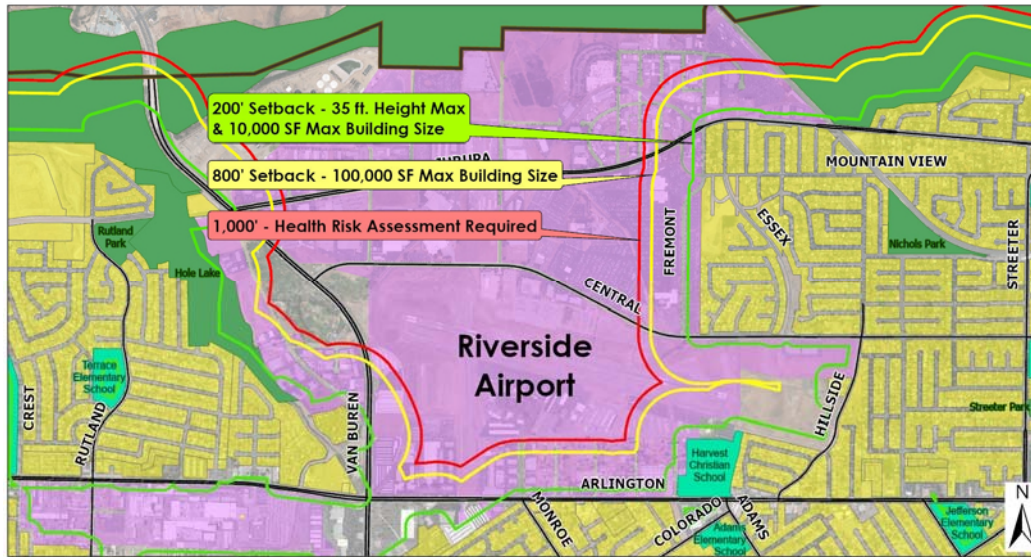 200' Setback - 35 ft. Height Max
& 10,000 SF Max Building Size
800' Setback - 100,000 SF Max Building Size
1,000' - Health Risk Assessment Required
MOUNTAIN VIEW
ESSEX
FREMONT
Nichols Park
STREETER
Rutland
Park
Hole Lake
CENTRAL
Riverside
Airport
Terrace
Elementary
School
CREST
RUTLAND
VAN BUREN
HILLSIDE
Streeter Park
Harvest
Christian
School
ARLINGTON
MONROE
COLORADO
ADAMS
Adams
Elementary
School
Jefferson
Elementary
School
N